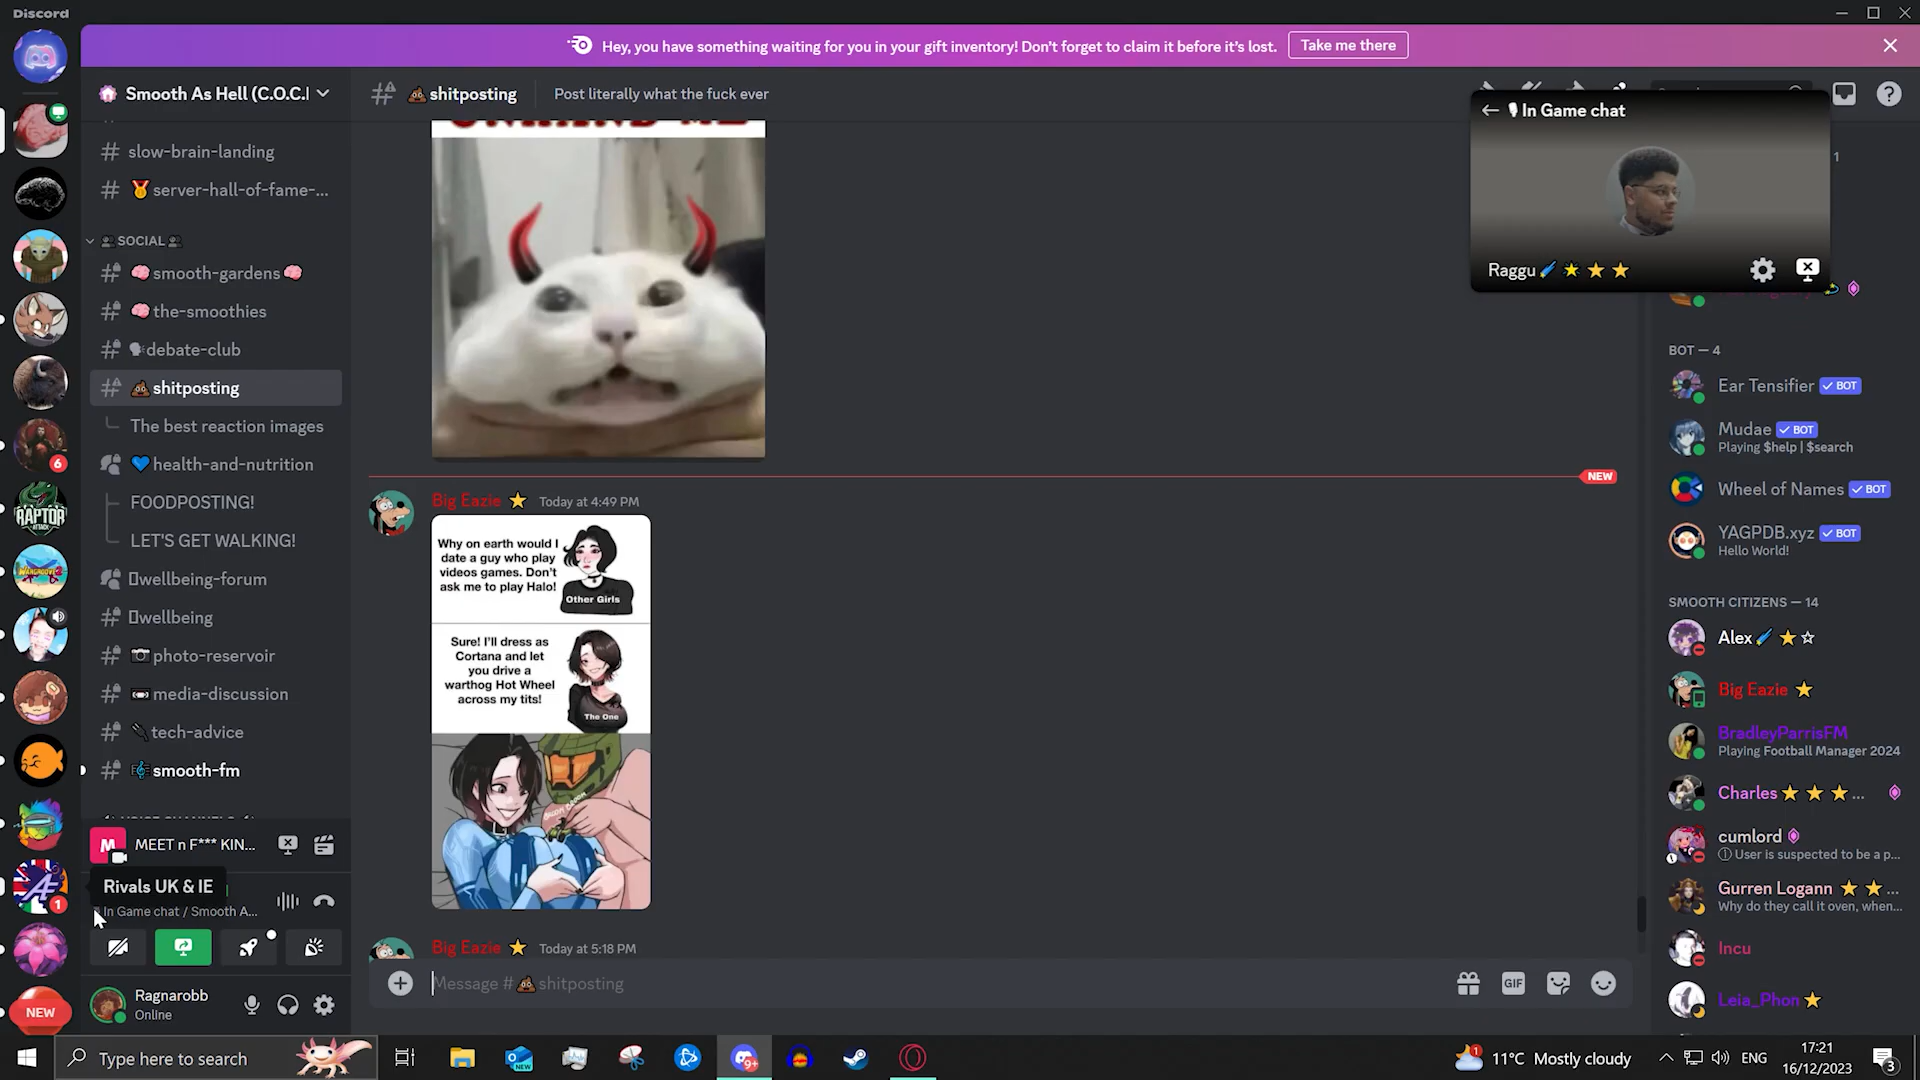 Discord
Hey, you have something waiting for you in your gift inventory! Don't forget to claim it before it's lost.
Take me there
Smooth As Hell (C.O.C.
shitposting
Post literally what the fuck ever
In Game chat
Raggu
slow-brain-landing
server-hall-of-fame-...
SOCIAL
smooth-gardens
the-smoothies
debate-club
shitposting
The best reaction images
health-and-nutrition
FOODPOSTING!
LET'S GET WALKING!
wellbeing-forum
wellbeing
photo-reservoir
media-discussion
tech-advice
smooth-fm
6
RAPTOR
ATTACK
WARGROOVE 2
MEET n F*** KIN...
Rivals UK & IE
In Game chat / Smooth A...
1
Ragnarobb
Online
NEW
NEW
Big Eazie
Today at 4:49 PM
Why on earth would I
date a guy who play
videos games. Don't
ask me to play Halo!
Other Girls
Sure! I'll dress as
Cortana and let
you drive a
warthog Hot Wheel
across my tits!
The One
Big Eazie
Today at 5:18 PM
Message #
shitposting
GIF
1
BOT — 4
Ear Tensifier
BOT
Mudae
BOT
Playing $help | $search
Wheel of Names
BOT
YAGPDB.xyz
BOT
Hello World!
SMOOTH CITIZENS — 14
Alex
Big Eazie
BradleyParrisFM
Playing Football Manager 2024
Charles
...
cumlord
User is suspected to be a p...
Gurren Logann
...
Why do they call it oven, when...
Incu
Leia_Phon
Type here to search
NEW
9+
1
11°C Mostly cloudy
ENG
17:21
16/12/2023
3